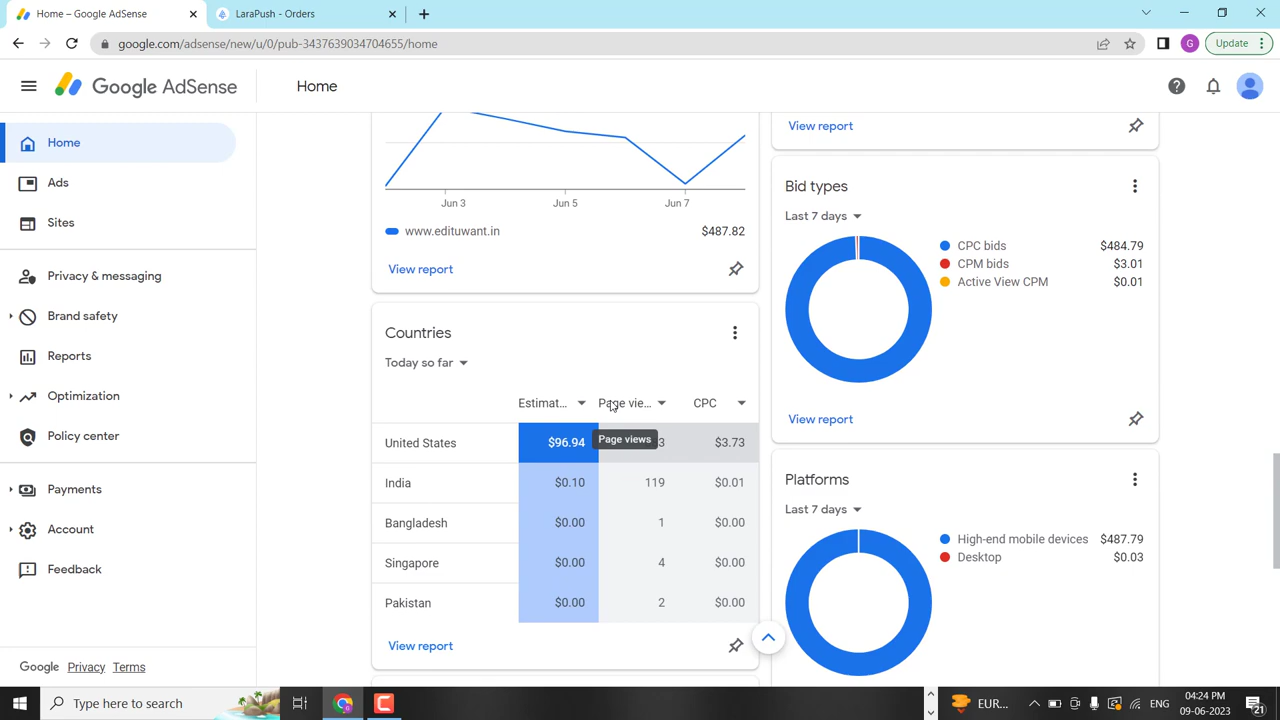 Home – Google AdSense
LaraPush - Orders
google.com/adsense/new/u/0/pub-3437639034704655/home
G
Update
Google AdSense
Home
Home
Ads
Sites
Privacy & messaging
Brand safety
Reports
Optimization
Policy center
Payments
Account
Feedback
Google Privacy Terms
Jun 3 Jun 5 Jun 7
www.edituwant.in $487.82
View report
Countries
Today so far
Estimat... Page vie... CPC
Page views
United States $96.94 3 $3.73
India $0.10 119 $0.01
Bangladesh $0.00 1 $0.00
Singapore $0.00 4 $0.00
Pakistan $0.00 2 $0.00
View report
View report
Bid types
Last 7 days
CPC bids $484.79
CPM bids $3.01
Active View CPM $0.01
View report
Platforms
Last 7 days
High-end mobile devices $487.79
Desktop $0.03
Type here to search
EUR...
ENG
04:24 PM
09-06-2023
21